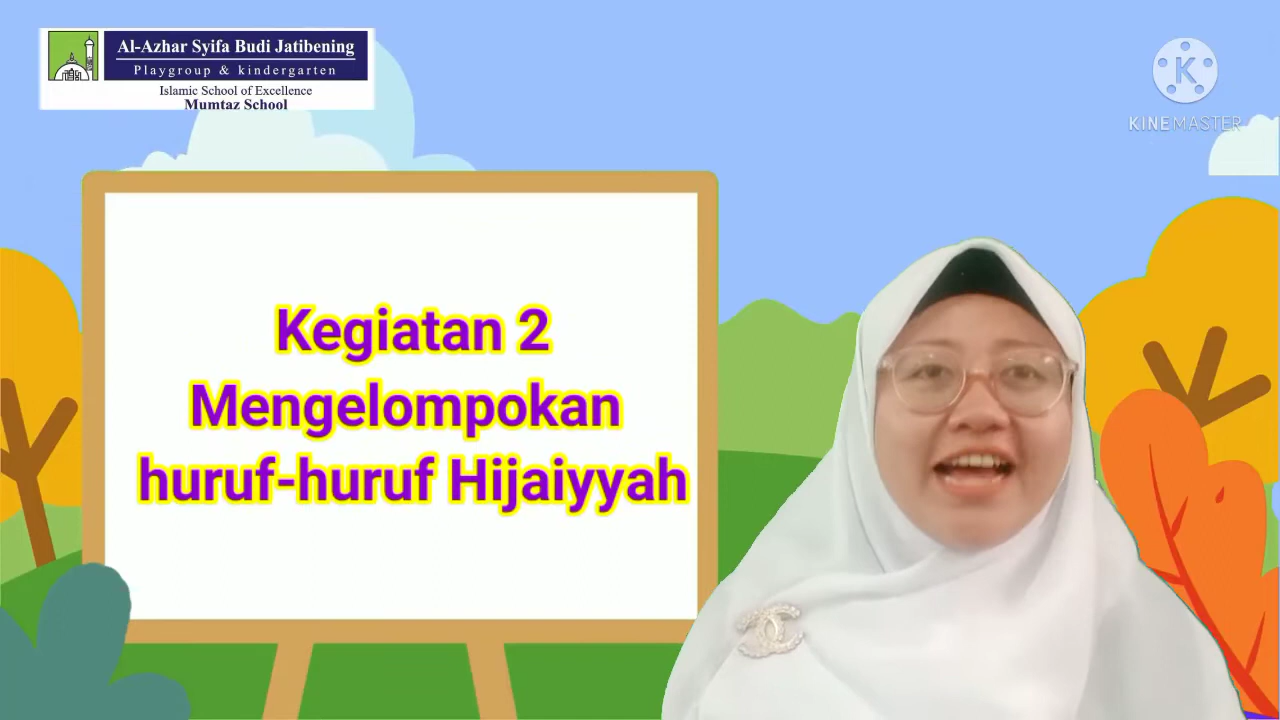 Al-Azhar Syifa Budi Jatibening
Playgroup & kindergarten
Islamic School of Excellence
Mumtaz School
KINEMASTER
Kegiatan 2
Mengelompokan
huruf-huruf Hijaiyyah